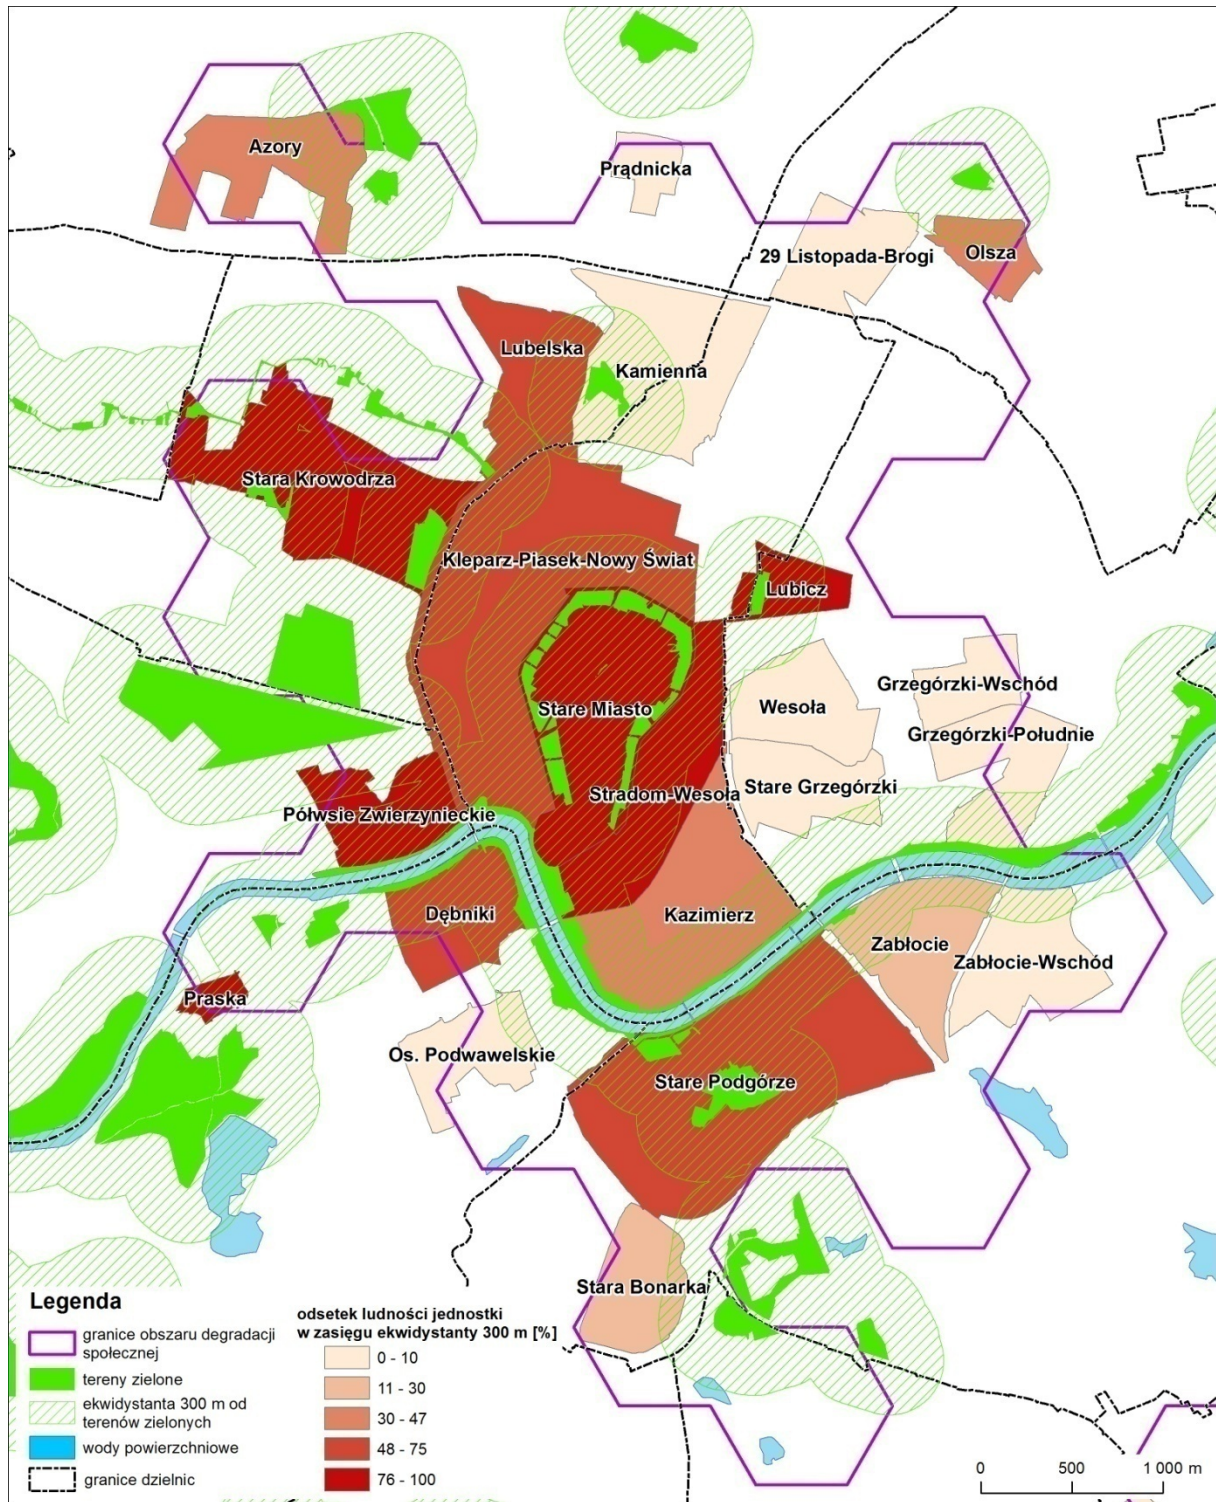 Azory
Prądnicka
29 Listopada-Brogi
Olsza
Lubelska
Kamienna
Stara Krowodrza
Kleparz-Piasek-Nowy Świat
Lubicz
Grzegórzki-Wschód
Wesoła
Stare Miasto
Grzegórzki-Południe
Stare Grzegórzki
Stradom-Wesoła
Półwsie Zwierzynieckie
Dębniki
Kazimierz
Zabłocie
Zabłocie-Wschód
Praska
Os. Podwawelskie
Stare Podgórze
Stara Bonarka
Legenda
granice obszaru degradacji
społecznej
tereny zielone
ekwidystanta 300 m od
terenów zielonych
wody powierzchniowe
granice dzielnic
odsetek ludności jednostki
w zasięgu ekwidystanty 300 m [%]
0 - 10
11 - 30
30 - 47
48 - 75
76 - 100
0 500 1 000 m